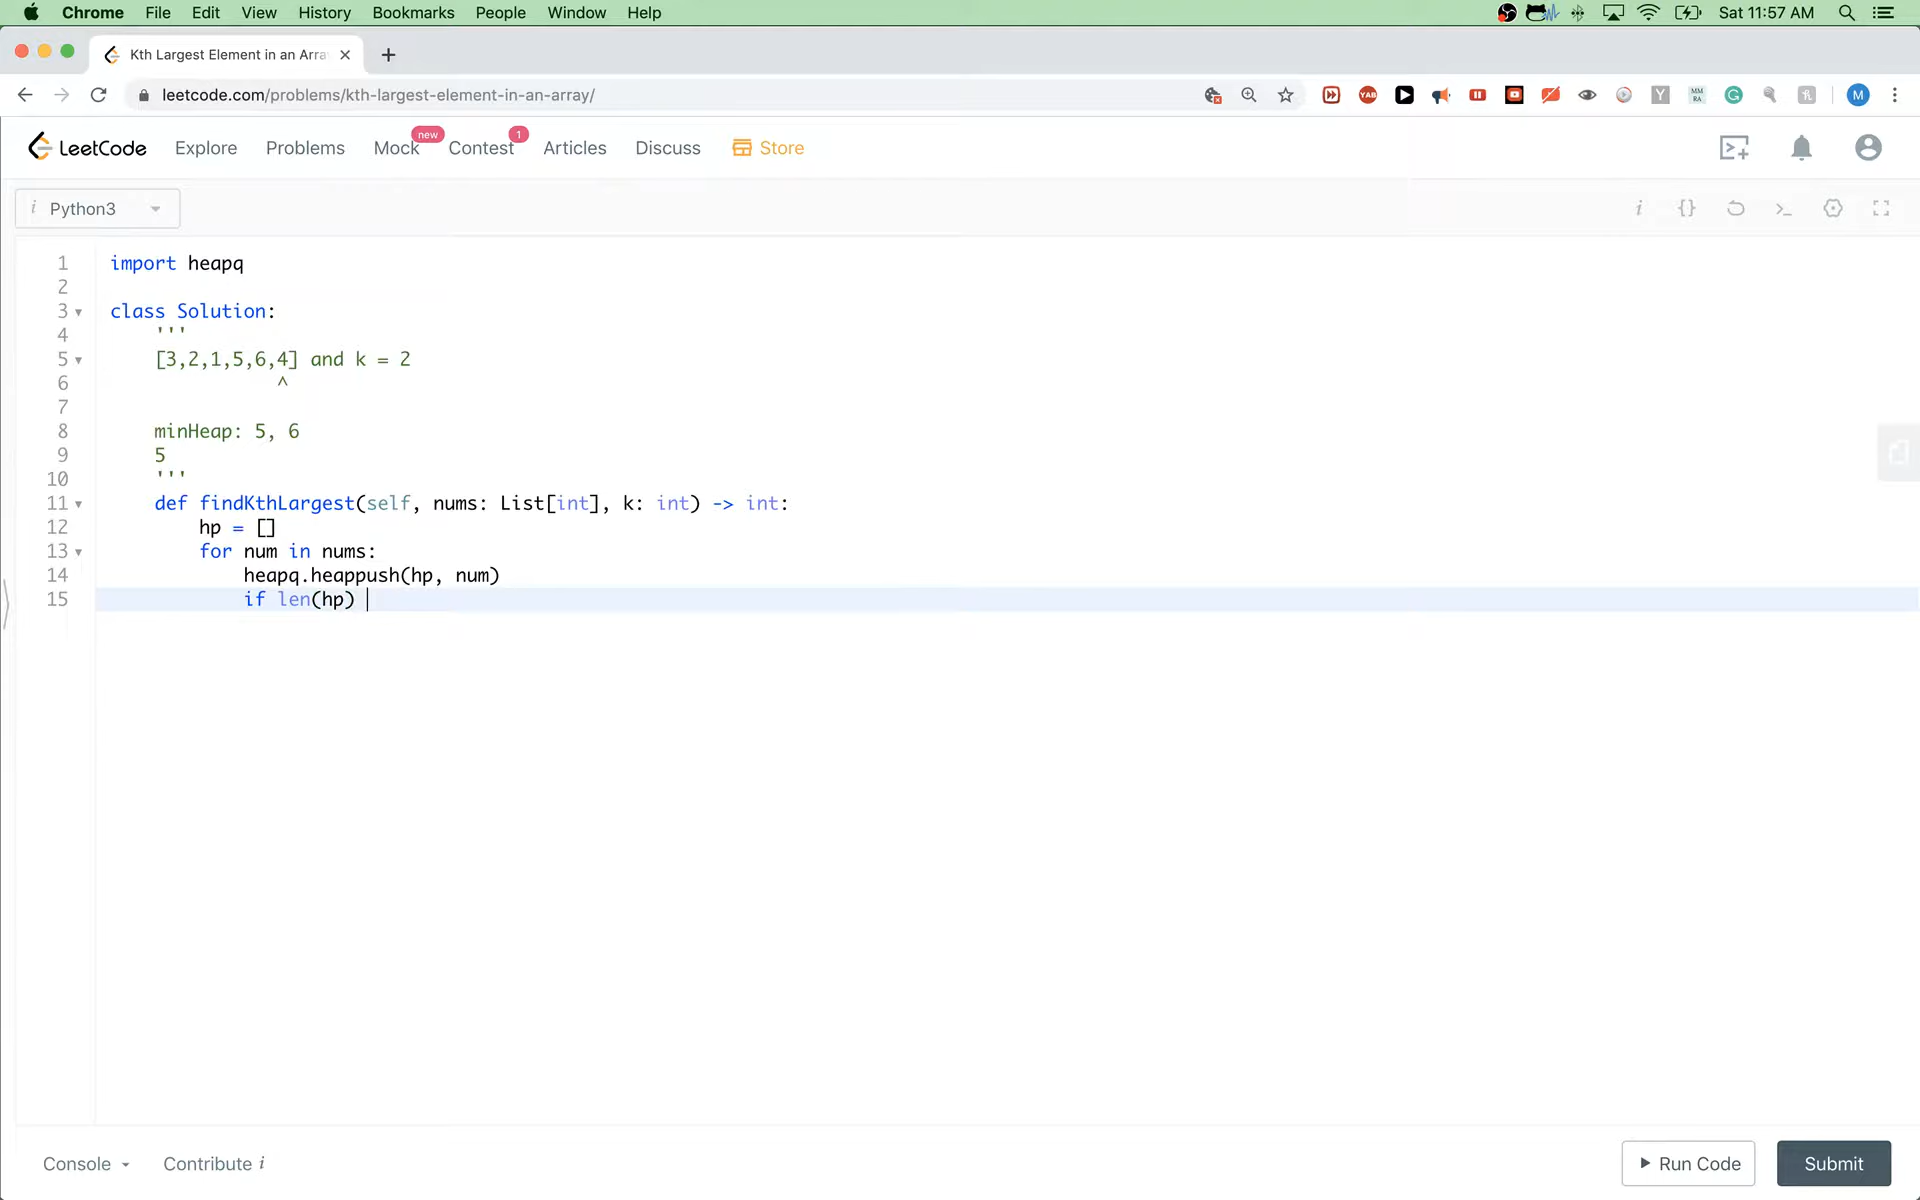 Chrome File Edit View History Bookmarks People Window Help Sat 11:57 AM
Kth Largest Element in an Arra
leetcode.com/problems/kth-largest-element-in-an-array/
YAB Y MM RA G M
LeetCode Explore Problems Mock new Contest 1 Articles Discuss Store
i Python3 i {} >_
1 import heapq
2
3 class Solution:
4 '''
5 [3,2,1,5,6,4] and k = 2
6 ^
7
8 minHeap: 5, 6
9 5
10 '''
11 def findKthLargest(self, nums: List[int], k: int) -> int:
12 hp = []
13 for num in nums:
14 heapq.heappush(hp, num)
15 if len(hp)
Console Contribute i Run Code Submit